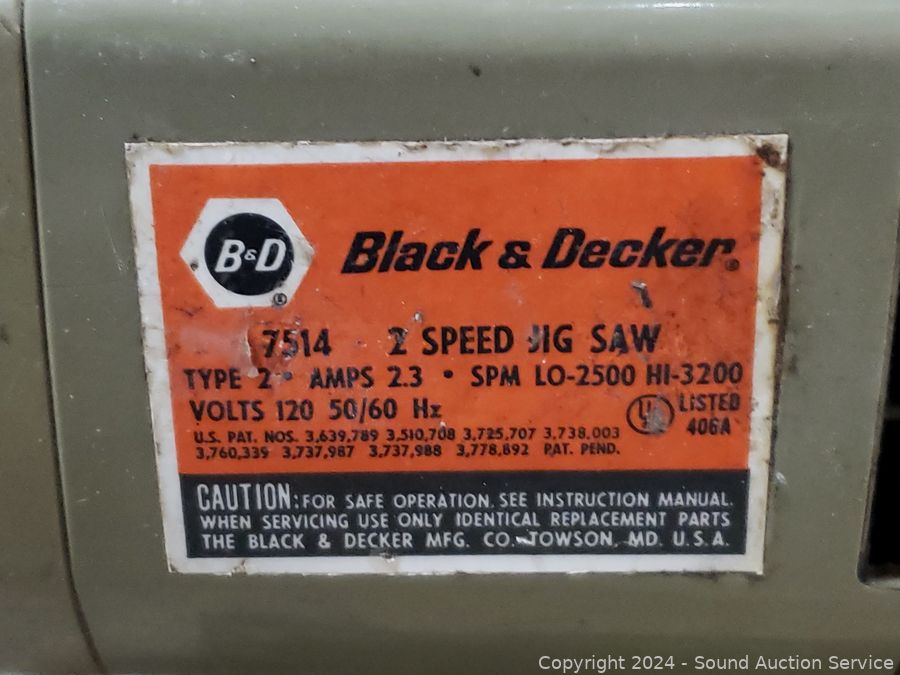 B&D
Black & Decker®
7514 2 SPEED JIG SAW
TYPE 2 • AMPS 2.3 • SPM LO-2500 HI-3200
VOLTS 120 50/60 Hz
UL LISTED
406A
U.S. PAT. NOS. 3,639,789 3,510,708 3,725,707 3,738,003
3,760,339 3,737,987 3,737,988 3,778,892 PAT. PEND.
CAUTION: FOR SAFE OPERATION, SEE INSTRUCTION MANUAL.
WHEN SERVICING USE ONLY IDENTICAL REPLACEMENT PARTS
THE BLACK & DECKER MFG. CO. TOWSON, MD. U.S.A.
Copyright 2024 - Sound Auction Service